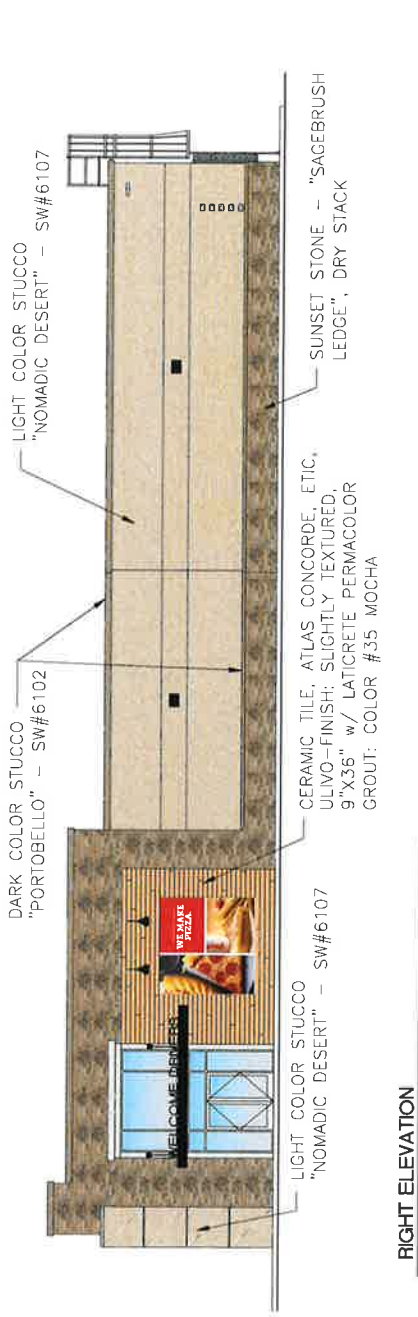 DARK COLOR STUCCO
"PORTOBELLO" – SW#6102
LIGHT COLOR STUCCO
"NOMADIC DESERT" – SW#6107
WELCOME DINERS
WE MAKE
PIZZA.
LIGHT COLOR STUCCO
"NOMADIC DESERT" – SW#6107
CERAMIC TILE, ATLAS CONCORDE, ETIC,
ULIVO-FINISH: SLIGHTLY TEXTURED,
9"X36" w/ LATICRETE PERMACOLOR
GROUT: COLOR #35 MOCHA
SUNSET STONE – "SAGEBRUSH
LEDGE", DRY STACK
RIGHT ELEVATION